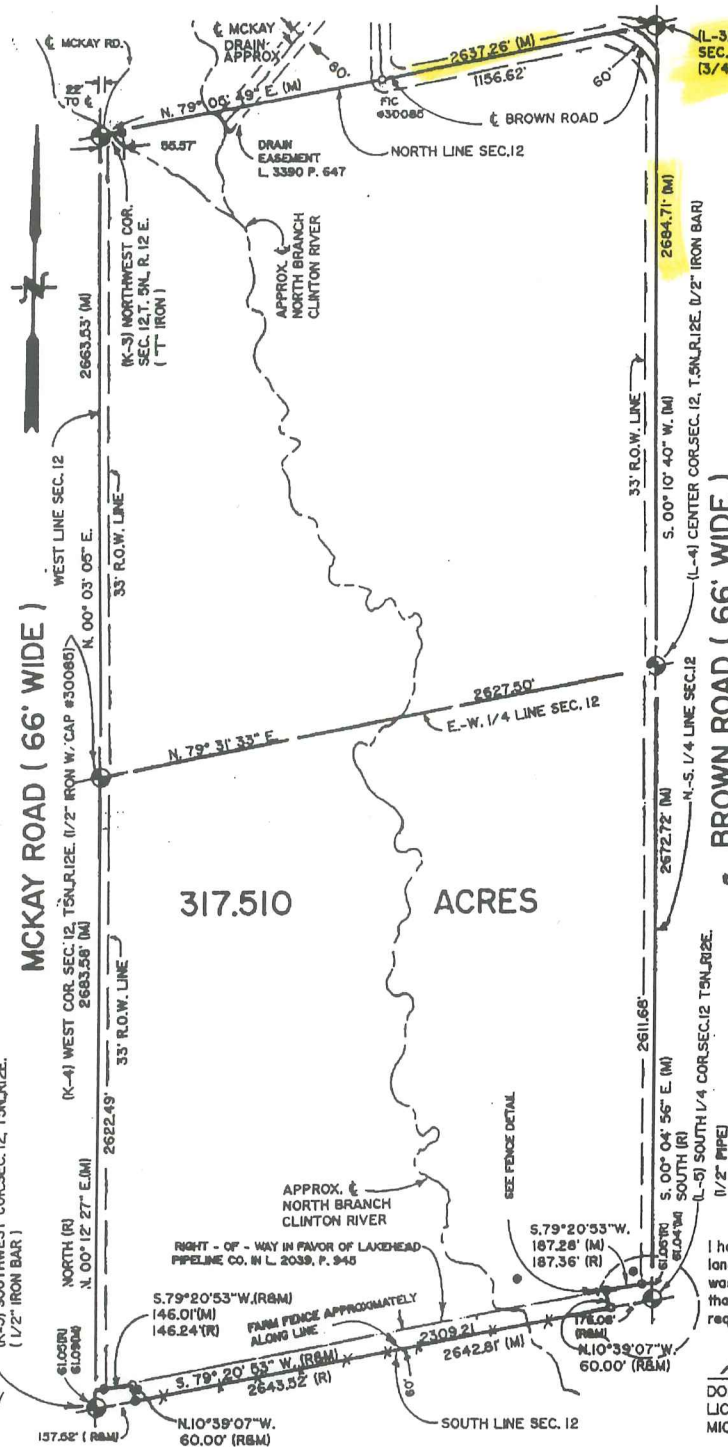 ℄ MCKAY RD.
℄ MCKAY
DRAIN
APPROX.
60'
22'
TO ℄
N. 79° 05' 49" E. (M)
2637.26' (M)
1156.62'
60'
FIC
#30085
℄ BROWN ROAD
(L-3
SEC.
(3/4
55.57'
DRAIN
EASEMENT
L. 3390 P. 647
NORTH LINE SEC.12
(K-3) NORTHWEST COR.
SEC. 12, T. 5N., R. 12 E.
( "T" IRON )
APPROX. ℄
NORTH BRANCH
CLINTON RIVER
2663.53' (M)
2684.71' (M)
WEST LINE SEC. 12
N. 00° 03' 05" E.
33' R.O.W. LINE
33' R.O.W. LINE
S. 00° 10' 40" W. (M)
(L-4) CENTER COR. SEC. 12, T.5N.,R.12E. (1/2" IRON BAR)
MCKAY ROAD ( 66' WIDE )
(K-4) WEST COR. SEC. 12, T5N.,R.12E. (1/2" IRON W. CAP #30085)
N. 79° 31' 33" E.
2627.50'
E.-W. 1/4 LINE SEC. 12
N.-S. 1/4 LINE SEC.12
BROWN ROAD ( 66' WIDE )
317.510 ACRES
2683.58' (M)
33' R.O.W. LINE
2622.49'
2672.72' (M)
2611.68'
NORTH (R)
N. 00° 12' 27" E.(M)
S. 00° 04' 56" E. (M)
SOUTH (R)
(L-5) SOUTH 1/4 COR.SEC.12 T5N.,R12E.
(1/2" PIPE)
SOUTHWEST COR.SEC. 12, T5N.,R12E.
( 1/2" IRON BAR )
SEE FENCE DETAIL
APPROX. ℄
NORTH BRANCH
CLINTON RIVER
RIGHT - OF - WAY IN FAVOR OF LAKEHEAD
PIPELINE CO. IN L. 2039, P. 945
S.79°20'53"W.
187.28' (M)
187.36' (R)
61.05'(R)
61.04'(M)
61.05'(R)
61.09'(M)
S.79°20'53"W.(R&M)
146.01'(M)
146.24'(R)
FARM FENCE APPROXIMATELY
ALONG LINE
2309.21'
2642.81' (M)
S. 79° 20' 53" W. (R&M)
2643.52' (R)
60'
(R&M)
N.10°39'07"W.
60.00' (R&M)
157.52' (R&M)
N.10°39'07"W.
60.00' (R&M)
SOUTH LINE SEC. 12
I h
lan
wa
tha
req
DO
LIC
MIC